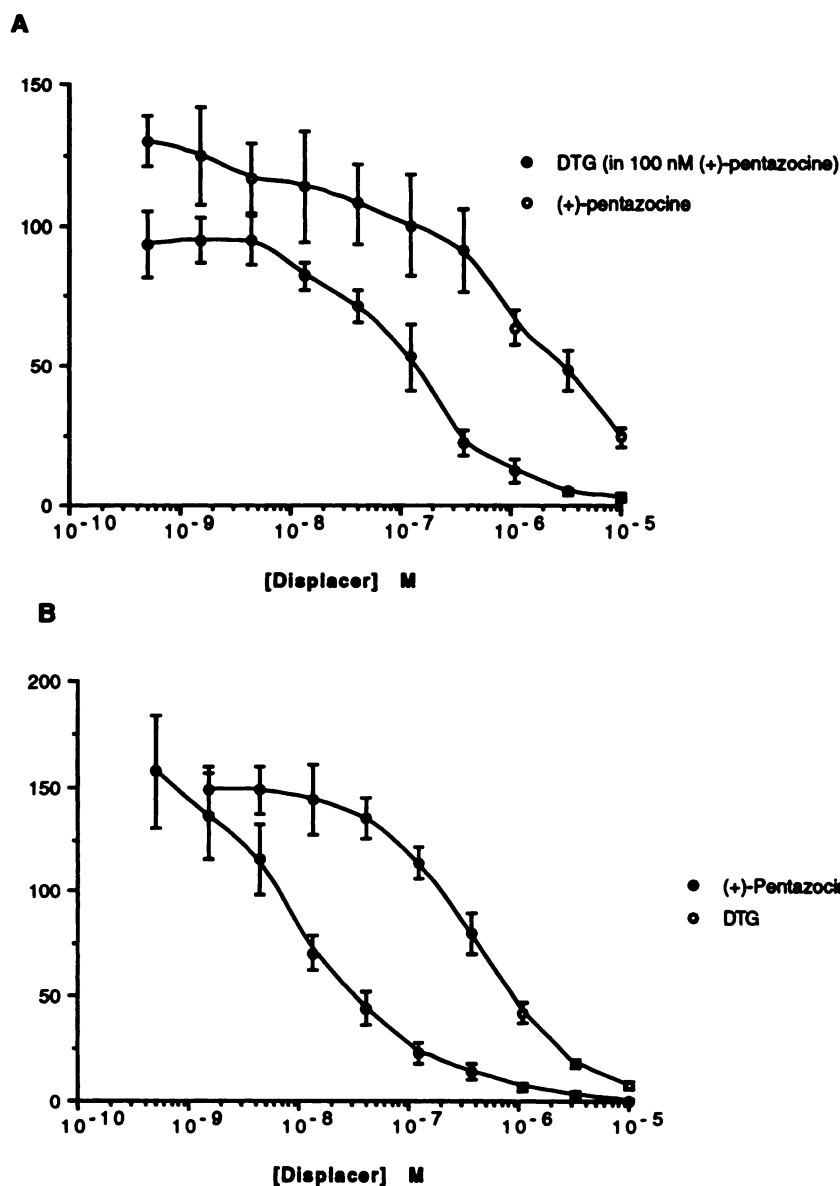 A
150
DTG (in 100 nM (+)-pentazocine)
(+)-pentazocine
100
50
0
10-10 10-9 10-8 10-7 10-6 10-5
[Displacer] M
B
200
150
100
(+)-Pentazocin
DTG
50
0
10-10 10-9 10-8 10-7 10-6 10-5
[Displacer] M